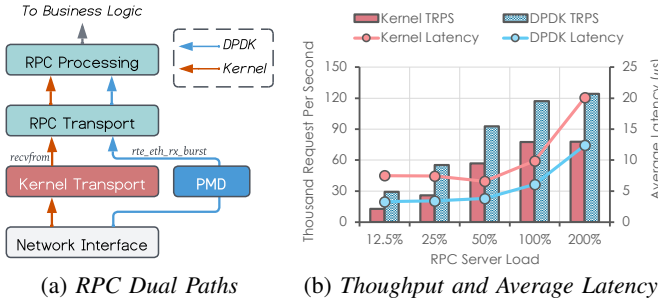 To Business Logic
RPC Processing
DPDK
Kernel
RPC Transport
recvfrom
rte_eth_rx_burst
Kernel Transport
PMD
Network Interface
(a) RPC Dual Paths
Kernel TRPS
DPDK TRPS
Kernel Latency
DPDK Latency
Thousand Request Per Second
150
120
90
60
30
0
25
20
15
10
5
0
Average Latency (μs)
12.5% 25% 50% 100% 200%
RPC Server Load
(b) Thoughput and Average Latency